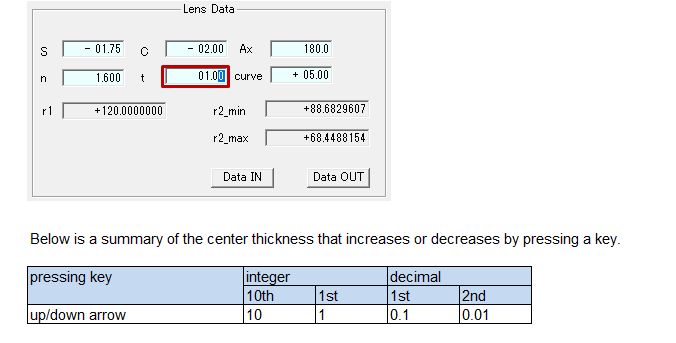 Lens Data
S - 01.75 C - 02.00 Ax 180.0
n 1.600 t 01.00 curve + 05.00
r1 +120.0000000 r2_min +88.6829607
r2_max +68.4488154
Data IN Data OUT
Below is a summary of the center thickness that increases or decreases by pressing a key.
pressing key integer decimal
10th 1st 1st 2nd
up/down arrow 10 1 0.1 0.01